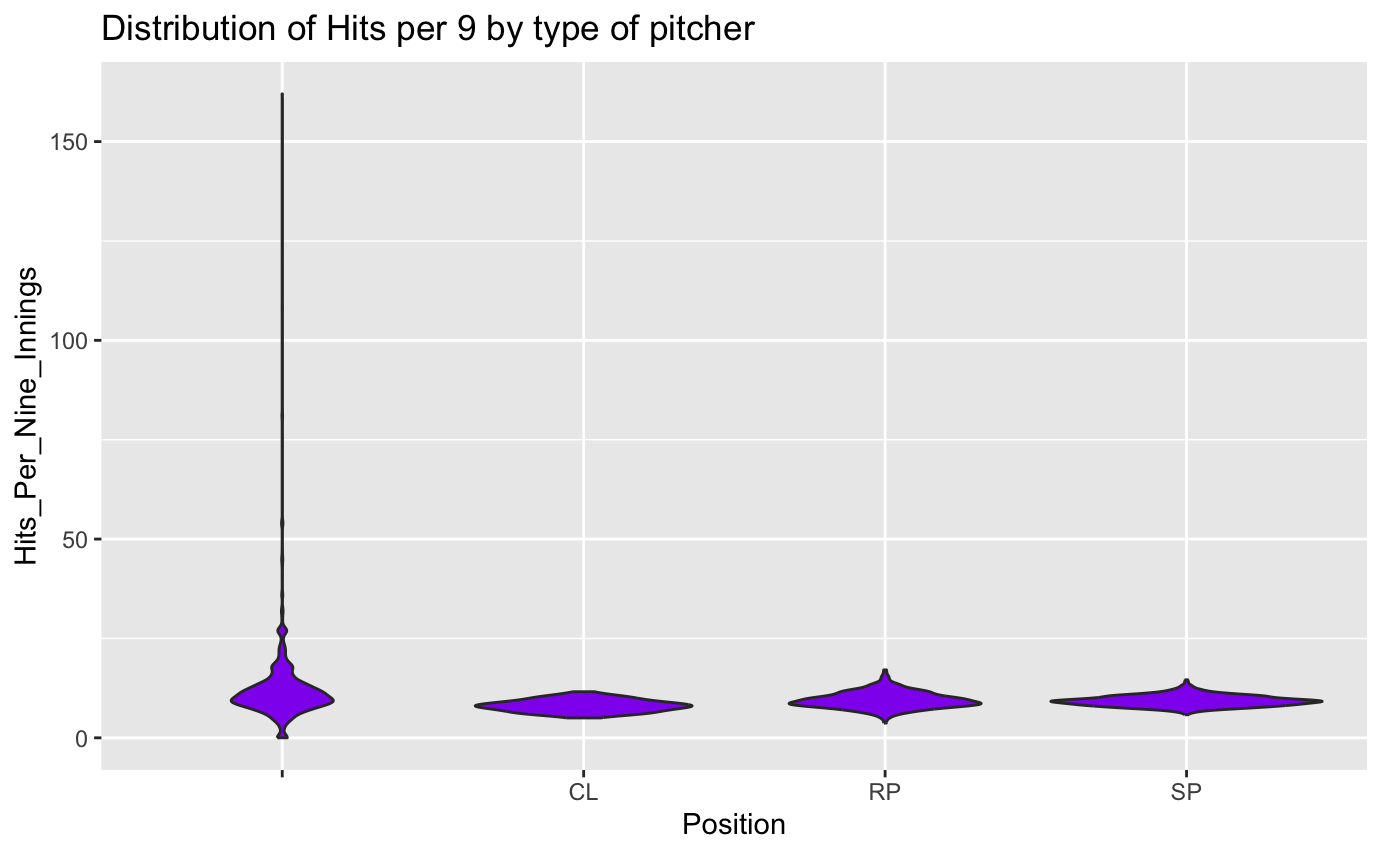 Distribution of Hits per 9 by type of pitcher
Hits_Per_Nine_Innings
150
100
50
0
CL
RP
SP
Position